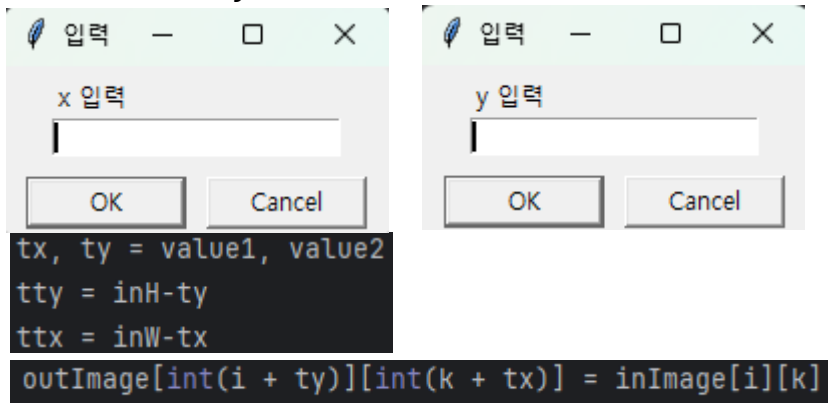 입력
x 입력
OK Cancel
입력
y 입력
OK Cancel
tx, ty = value1, value2
tty = inH-ty
ttx = inW-tx
outImage[int(i + ty)][int(k + tx)] = inImage[i][k]